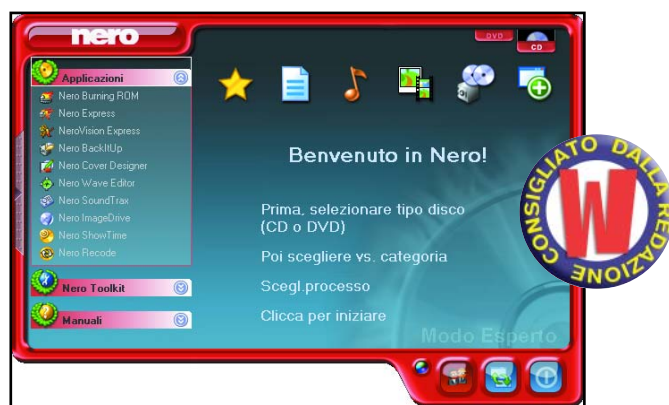 nero
DVD
CD
Applicazioni
Nero Burning ROM
Nero Express
NeroVision Express
Nero BackItUp
Nero Cover Designer
Nero Wave Editor
Nero SoundTrax
Nero ImageDrive
Nero ShowTime
Nero Recode
Nero Toolkit
Manuali
Benvenuto in Nero!
Prima, selezionare tipo disco
(CD o DVD)
Poi scegliere vs. categoria
Scegl.processo
Clicca per iniziare
Modo Esperto
CONSIGLIATO DALLA REDAZIONE
W